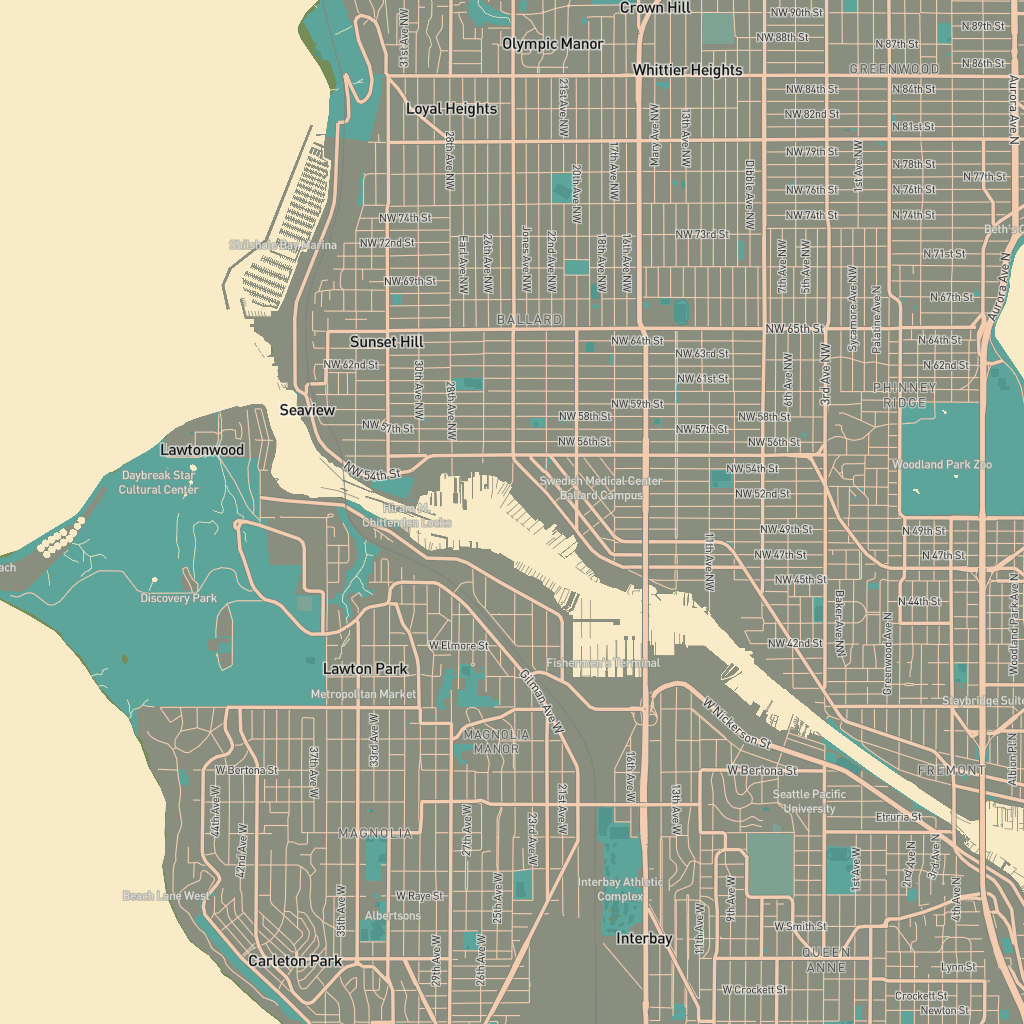 Crown Hill
NW 90th St
N 89th St
31st Ave NW
Olympic Manor
NW 88th St
N 87th St
N 86th St
Whittier Heights
GREENWOOD
NW 84th St
N 84th St
Aurora Ave N
Loyal Heights
21st Ave NW
NW 82nd St
N 81st St
Mary Ave NW
13th Ave NW
28th Ave NW
17th Ave NW
NW 79th St
1st Ave NW
N 78th St
N 77th St
Dibble Ave NW
20th Ave NW
NW 76th St
N 76th St
NW 74th St
NW 74th St
N 74th St
Shilshole Bay Marina
NW 72nd St
Earl Ave NW
26th Ave NW
Jones Ave NW
22nd Ave NW
18th Ave NW
16th Ave NW
NW 73rd St
7th Ave NW
5th Ave NW
N 71st St
Beth's C
NW 69th St
Sycamore Ave NW
Palatine Ave N
N 67th St
Aurora Ave N
BALLARD
NW 65th St
Sunset Hill
NW 64th St
N 64th St
NW 63rd St
NW 62nd St
N 62nd St
30th Ave NW
28th Ave NW
NW 61st St
6th Ave NW
3rd Ave NW
PHINNEY
RIDGE
Seaview
NW 59th St
NW 58th St
NW 58th St
NW 57th St
NW 57th St
NW 56th St
NW 56th St
Lawtonwood
NW 54th St
NW 54th St
Woodland Park Zoo
Daybreak Star
Cultural Center
Swedish Medical Center
Ballard Campus
NW 52nd St
Hiram M.
Chittenden Locks
NW 49th St
N 49th St
11th Ave NW
NW 47th St
N 47th St
ach
NW 45th St
Discovery Park
Baker Ave NW
N 44th St
Woodland Park Ave N
Greenwood Ave N
W Elmore St
NW 42nd St
Fishermen's Terminal
Lawton Park
Metropolitan Market
Gilman Ave W
Staybridge Suite
W Nickerson St
33rd Ave W
MAGNOLIA
MANOR
37th Ave W
16th Ave W
Albion Pl N
W Bertona St
W Bertona St
FREMONT
44th Ave W
21st Ave W
13th Ave W
Seattle Pacific
University
27th Ave W
23rd Ave W
Etruria St
MAGNOLIA
42nd Ave W
1st Ave W
2nd Ave N
3rd Ave N
Beach Lane West
W Raye St
25th Ave W
Interbay Athletic
Complex
9th Ave W
4th Ave N
35th Ave W
Albertsons
11th Ave W
W Smith St
Interbay
29th Ave W
26th Ave W
QUEEN
ANNE
Carleton Park
Lynn St
W Crockett St
Crockett St
Newton St